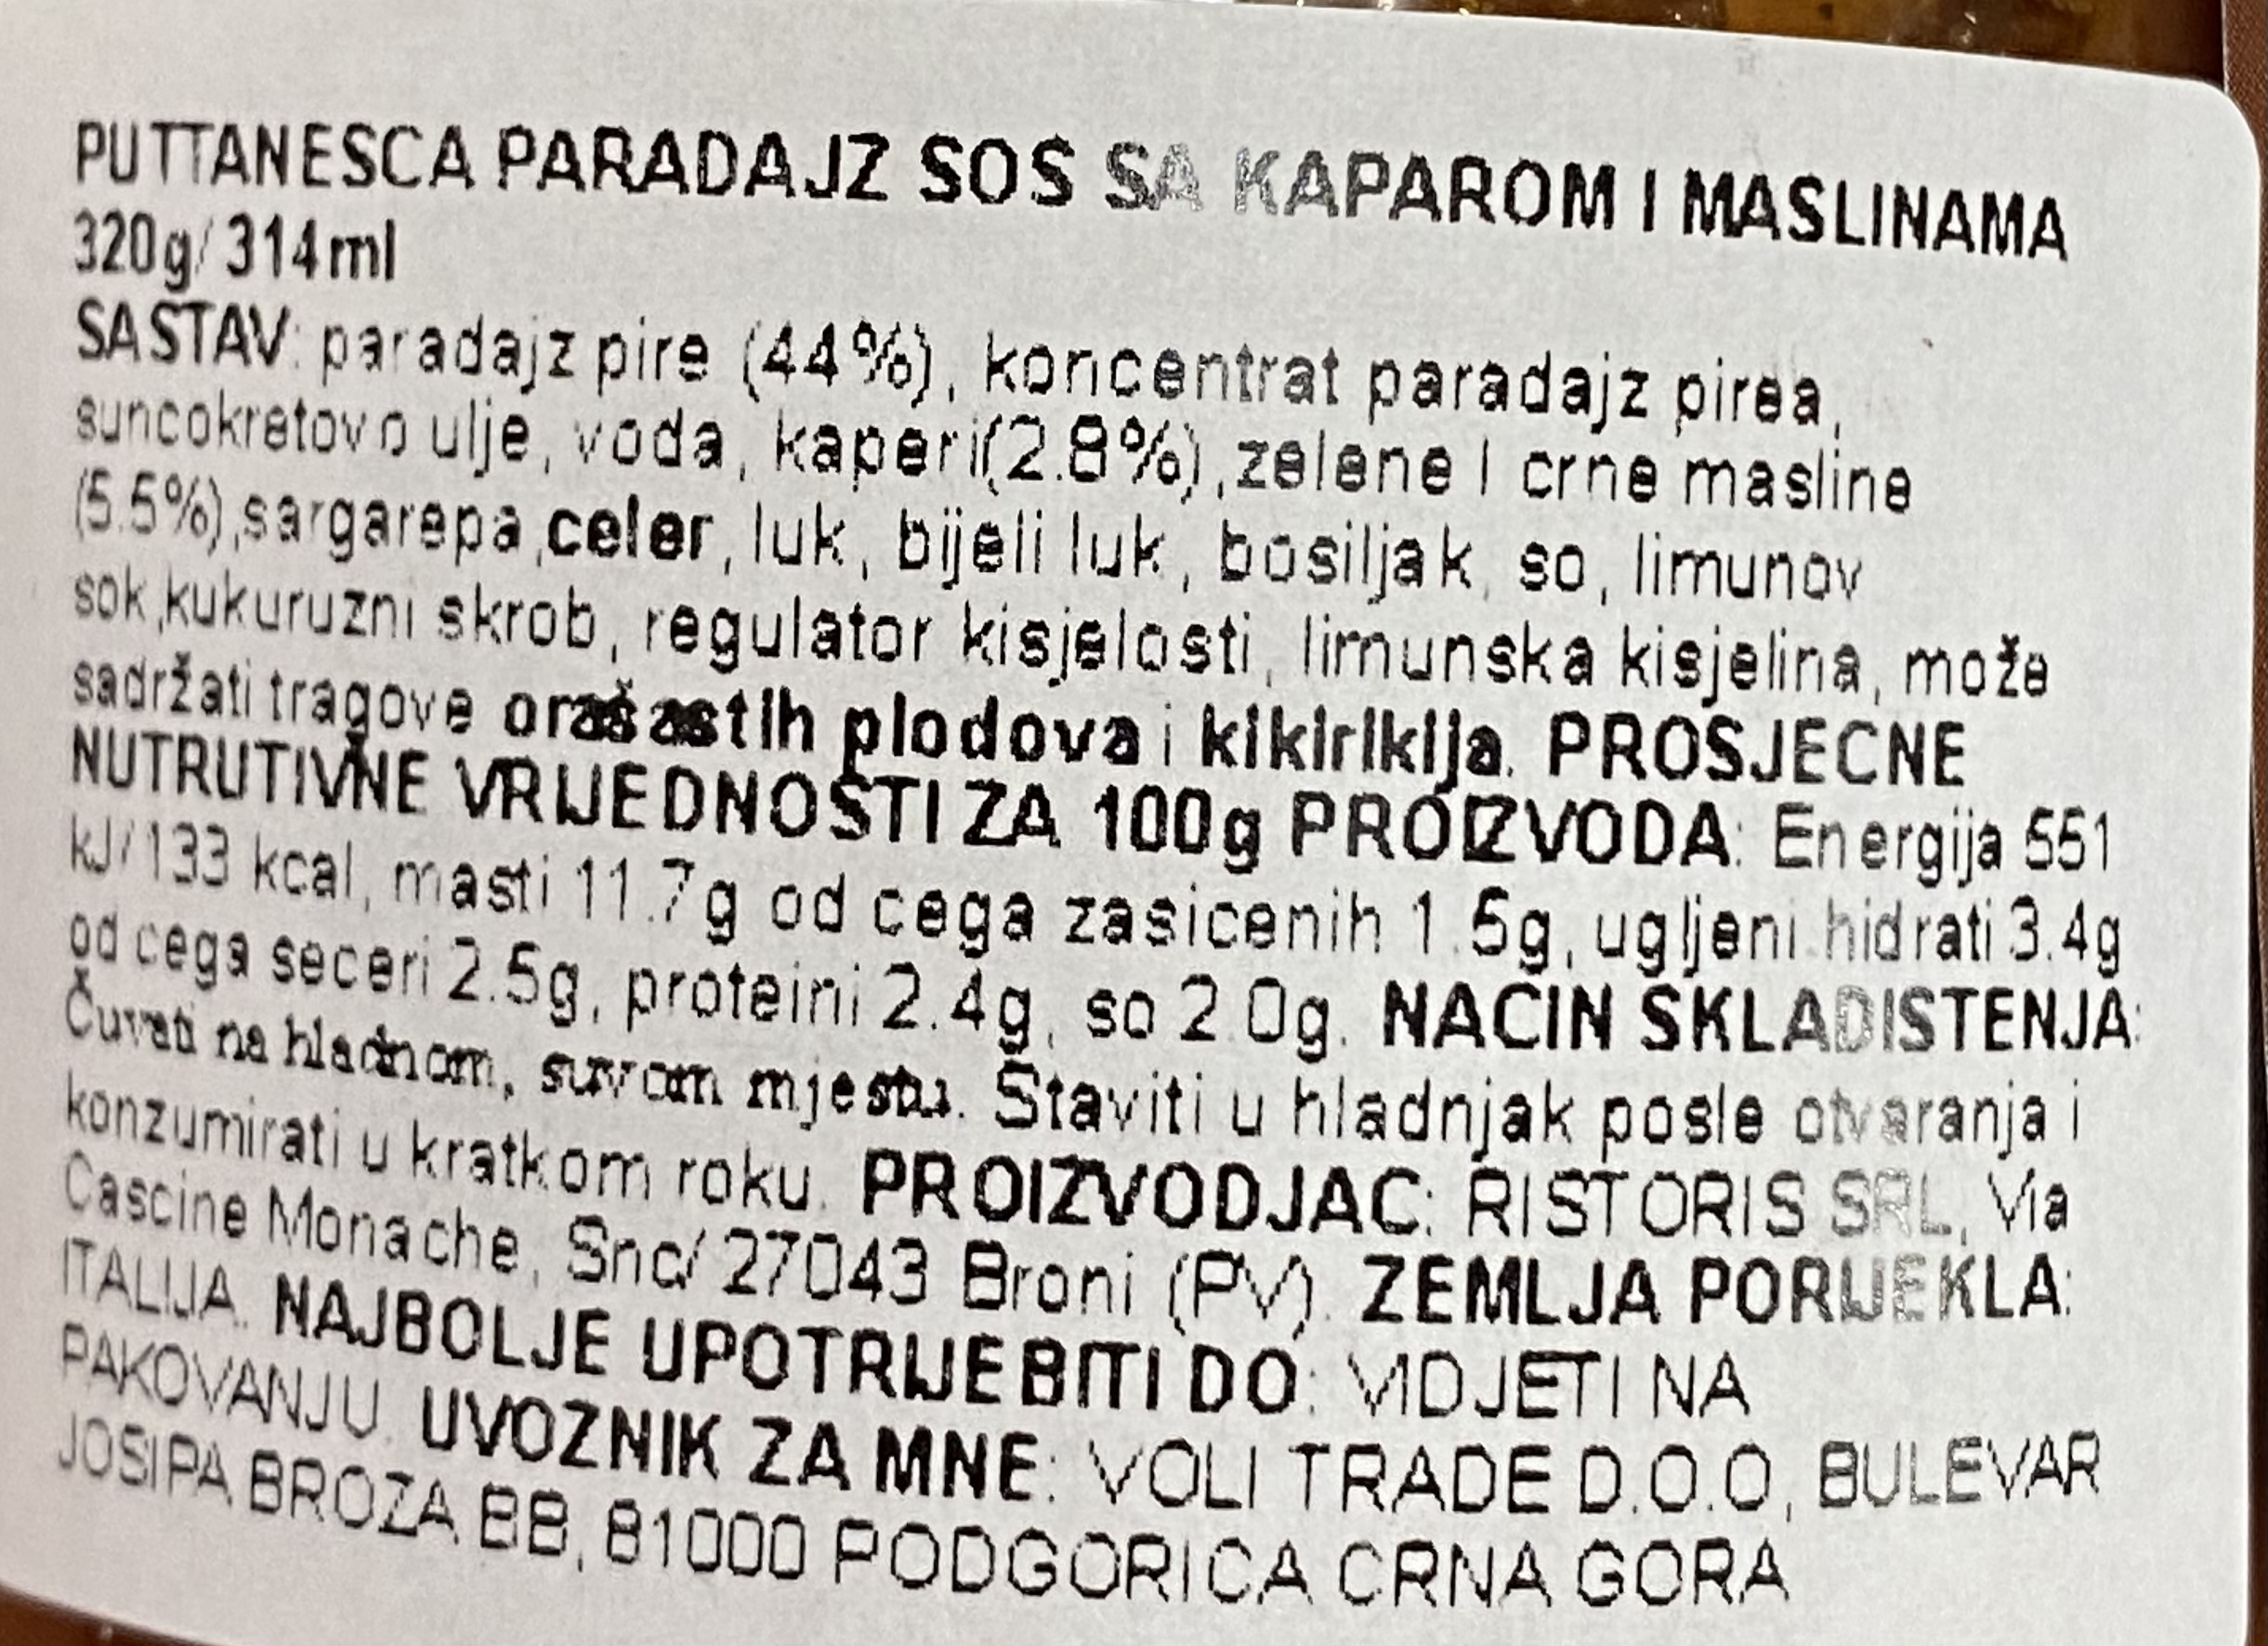 PUTTANESCA PARADAJZ SOS SA KAPAROM I MASLINAMA
320g/ 314ml
SASTAV: paradajz pire (44%), koncentrat paradajz pirea,
suncokretovo ulje, voda, kaperi(2.8%),zelene I crne masline
(5.5%),sargarepa,celer, luk, bijeli luk, bosiljak, so, limunov
sok,kukuruzni skrob, regulator kisjelosti, limunska kisjelina, može
sadržati tragove orašastih plodova i kikirikija. PROSJECNE
NUTRUTIVNE VRIJEDNOSTI ZA 100g PROIZVODA: Energija 551
kJ/133 kcal, masti 11.7g od cega zasicenih 1.5g, ugljeni hidrati 3.4g
od cega seceri 2.5g, proteini 2.4g, so 2.0g. NACIN SKLADISTENJA:
Čuvati na hladnom, suvom mjestu. Štaviti u hladnjak posle otvaranja i
konzumirati u kratkom roku. PROIZVODJAC: RISTORIS SRL, Via
Cascine Monache, Snc/ 27043 Broni (PV). ZEMLJA PORIJEKLA:
ITALIJA. NAJBOLJE UPOTRIJEBITI DO: VIDJETI NA
PAKOVANJU. UVOZNIK ZA MNE: VOLI TRADE D.O.O, BULEVAR
JOSIPA BROZA BB, 81000 PODGORICA CRNA GORA